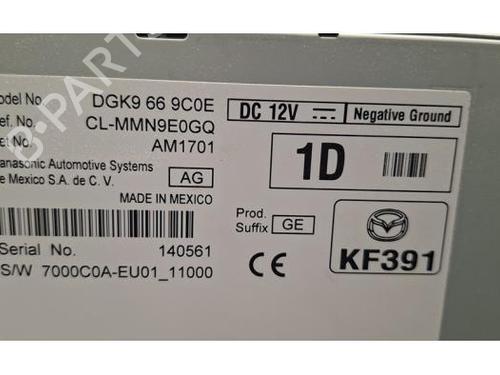 odel No. DGK9 66 9C0E
ef. No. CL-MMN9E0GQ
et No. AM1701
anasonic Automotive Systems
e Mexico S.A. de C. V. AG
MADE IN MEXICO
Serial No. 140561
S/W 7000C0A-EU01_11000
DC 12V Negative Ground
1D
Prod.
Suffix GE
CE
KF391